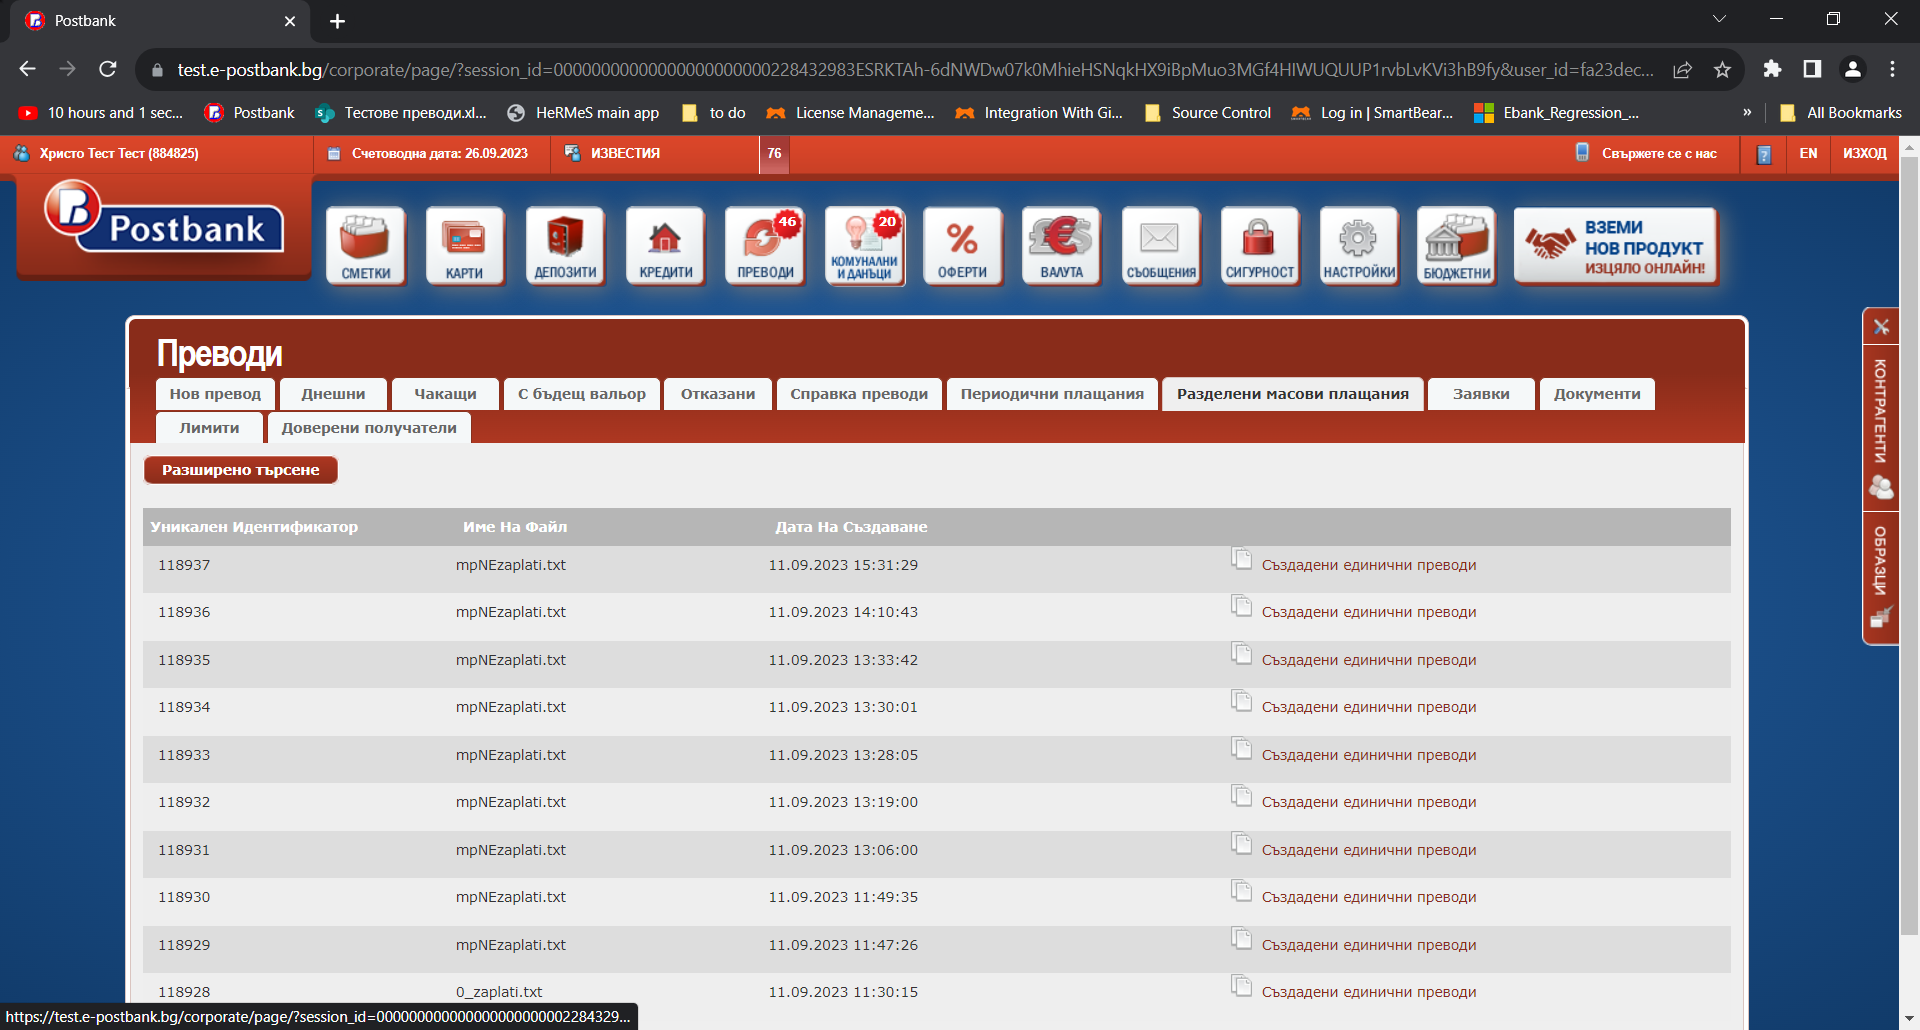 Postbank
test.e-postbank.bg/corporate/page/?session_id=00000000000000000000000228432983ESRKTAh-6dNWDw07k0MhieHSNqkHX9iBpMuo3MGf4HIWUQUUP1rvbLvKVi3hB9fy&user_id=fa23dec...
10 hours and 1 sec... Postbank Тестове преводи.xl... HeRMeS main app to do License Manageme... Integration With Gi... Source Control Log in | SmartBear... Ebank_Regression_... » All Bookmarks
Христо Тест Тест (884825) Счетоводна дата: 26.09.2023 ИЗВЕСТИЯ 76 Свържете се с нас EN ИЗХОД
Postbank
СМЕТКИ КАРТИ ДЕПОЗИТИ КРЕДИТИ 46 ПРЕВОДИ 20 КОМУНАЛНИ И ДАНЪЦИ ОФЕРТИ ВАЛУТА СЪОБЩЕНИЯ СИГУРНОСТ НАСТРОЙКИ БЮДЖЕТНИ
ВЗЕМИ
НОВ ПРОДУКТ
ИЗЦЯЛО ОНЛАЙН!
КОНТРАГЕНТИ
ОБРАЗЦИ
Преводи
Нов превод Днешни Чакащи С бъдещ вальор Отказани Справка преводи Периодични плащания Разделени масови плащания Заявки Документи
Лимити Доверени получатели
Разширено търсене
Уникален Идентификатор Име На Файл Дата На Създаване
118937 mpNEzaplati.txt 11.09.2023 15:31:29 Създадени единични преводи
118936 mpNEzaplati.txt 11.09.2023 14:10:43 Създадени единични преводи
118935 mpNEzaplati.txt 11.09.2023 13:33:42 Създадени единични преводи
118934 mpNEzaplati.txt 11.09.2023 13:30:01 Създадени единични преводи
118933 mpNEzaplati.txt 11.09.2023 13:28:05 Създадени единични преводи
118932 mpNEzaplati.txt 11.09.2023 13:19:00 Създадени единични преводи
118931 mpNEzaplati.txt 11.09.2023 13:06:00 Създадени единични преводи
118930 mpNEzaplati.txt 11.09.2023 11:49:35 Създадени единични преводи
118929 mpNEzaplati.txt 11.09.2023 11:47:26 Създадени единични преводи
118928 0_zaplati.txt 11.09.2023 11:30:15 Създадени единични преводи
https://test.e-postbank.bg/corporate/page/?session_id=000000000000000000000002284329...